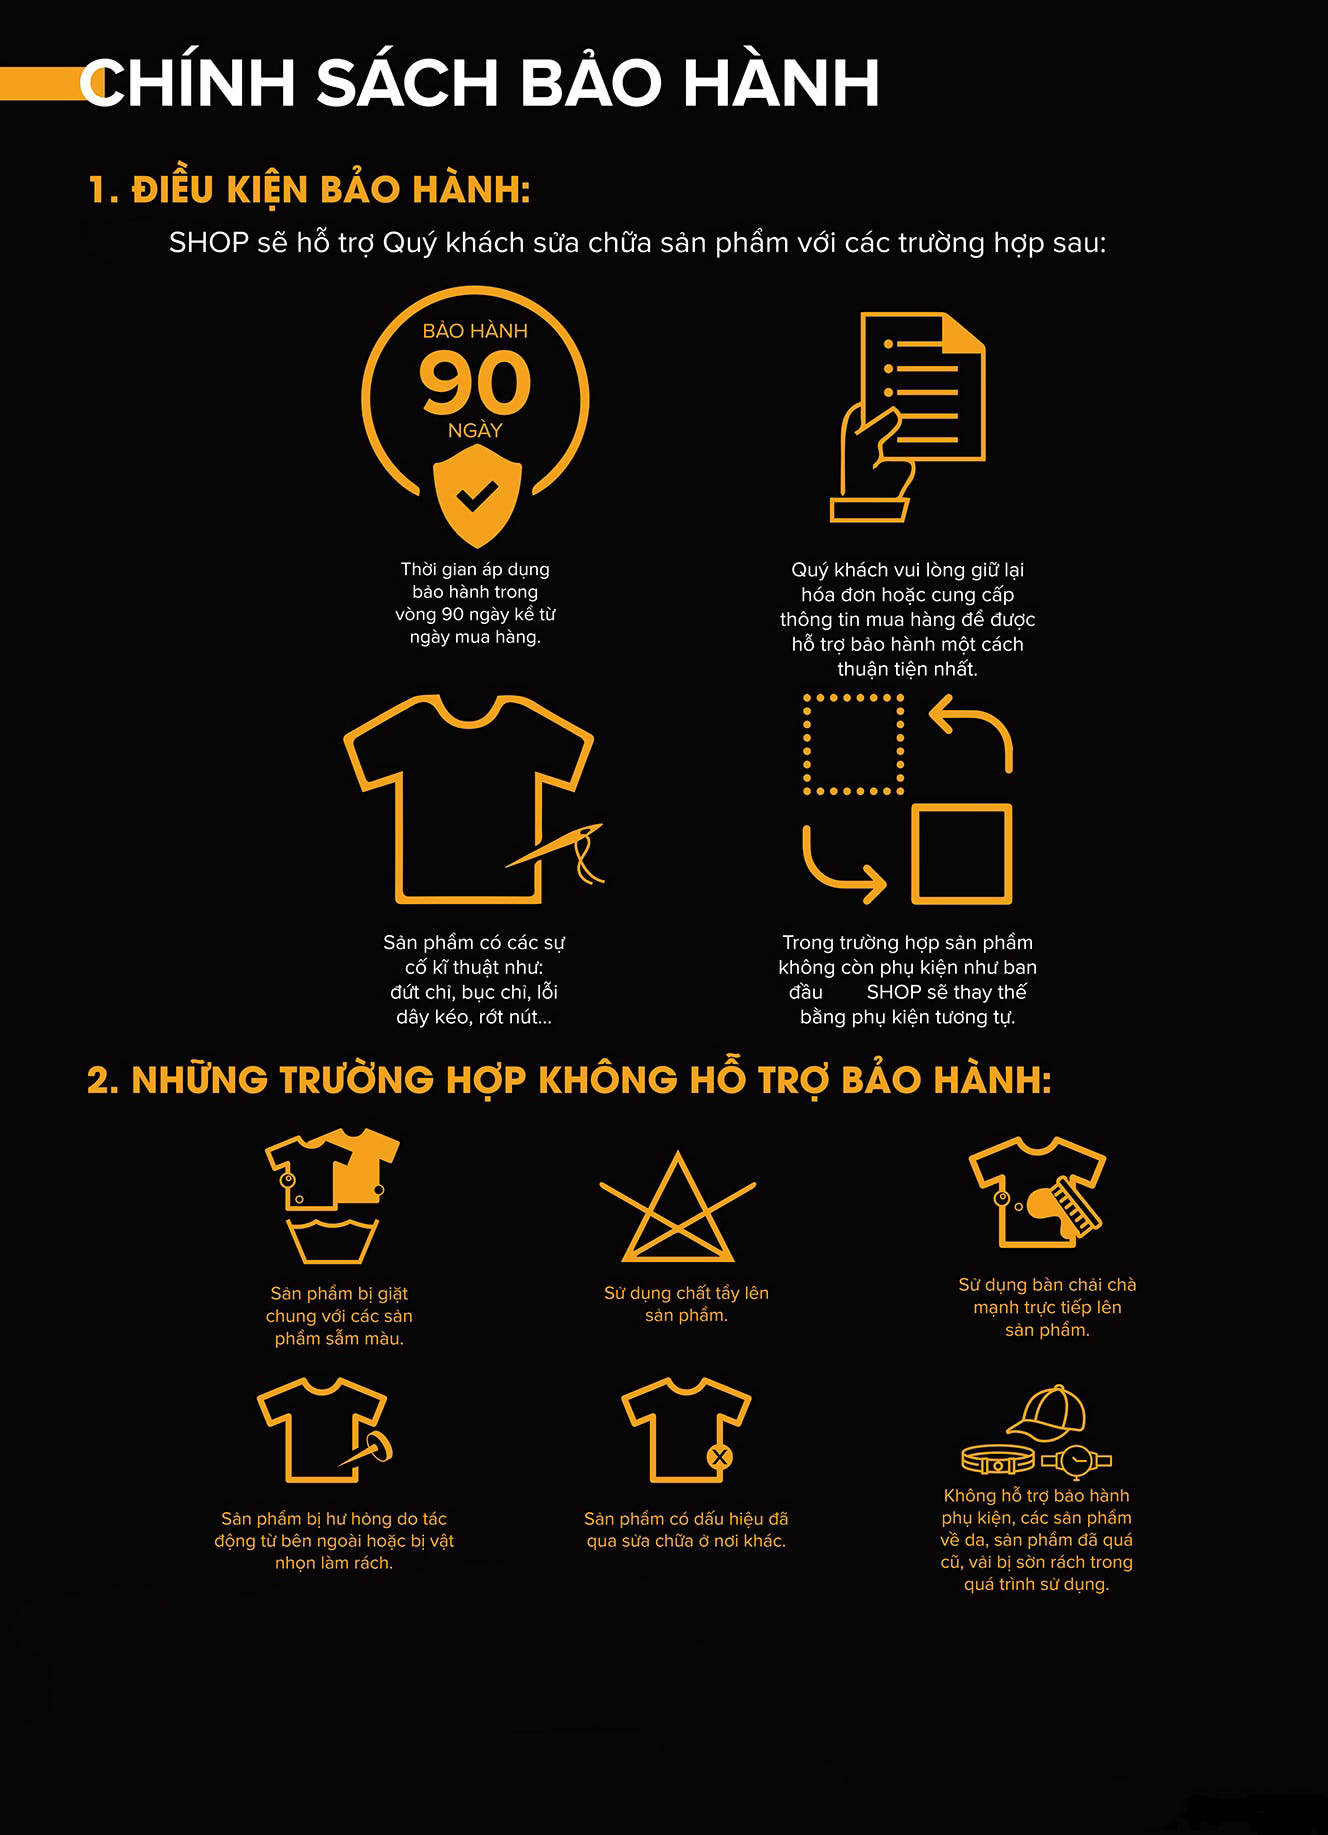 CHÍNH SÁCH BẢO HÀNH
1. ĐIỀU KIỆN BẢO HÀNH:
SHOP sẽ hỗ trợ Quý khách sửa chữa sản phẩm với các trường hợp sau:
BẢO HÀNH
90
NGÀY
Thời gian áp dụng
bảo hành trong
vòng 90 ngày kể từ
ngày mua hàng.
Quý khách vui lòng giữ lại
hóa đơn hoặc cung cấp
thông tin mua hàng để được
hỗ trợ bảo hành một cách
thuận tiện nhất.
Sản phẩm có các sự
cố kĩ thuật như:
đứt chỉ, bục chỉ, lỗi
dây kéo, rớt nút...
Trong trường hợp sản phẩm
không còn phụ kiện như ban
đầu SHOP sẽ thay thế
bằng phụ kiện tương tự.
2. NHỮNG TRƯỜNG HỢP KHÔNG HỖ TRỢ BẢO HÀNH:
Sản phẩm bị giặt
chung với các sản
phẩm sẫm màu.
Sử dụng chất tẩy lên
sản phẩm.
Sử dụng bàn chải chà
mạnh trực tiếp lên
sản phẩm.
Sản phẩm bị hư hỏng do tác
động từ bên ngoài hoặc bị vật
nhọn làm rách.
X
Sản phẩm có dấu hiệu đã
qua sửa chữa ở nơi khác.
Không hỗ trợ bảo hành
phụ kiện, các sản phẩm
về da, sản phẩm đã quá
cũ, vải bị sờn rách trong
quá trình sử dụng.